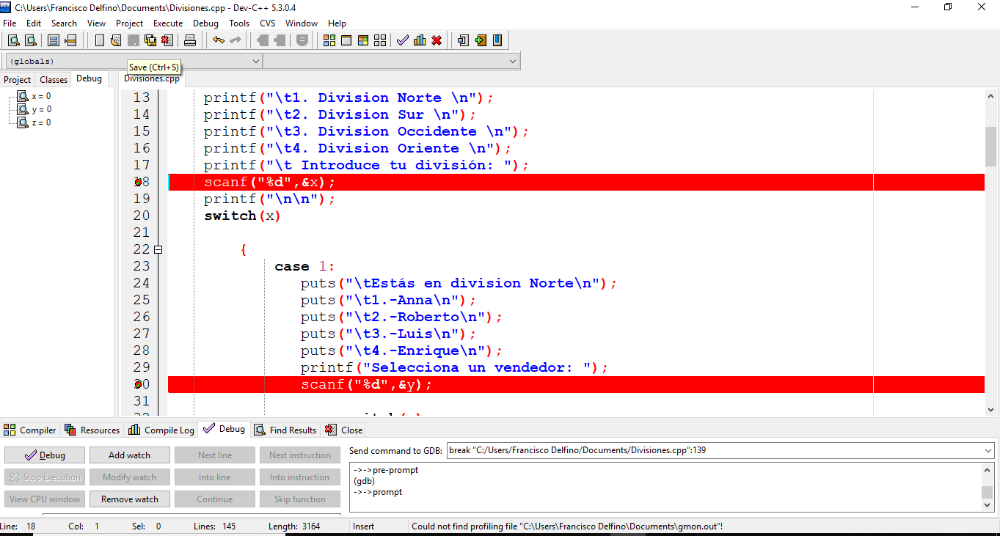 C:\Users\Francisco Delfino\Documents\Divisiones.cpp - Dev-C++ 5.3.0.4
File Edit Search View Project Execute Debug Tools CVS Window Help
(globals)
Save (Ctrl+S)
Project Classes Debug
Divisiones.cpp
x = 0
y = 0
z = 0
13 printf("\t1. Division Norte \n");
14 printf("\t2. Division Sur \n");
15 printf("\t3. Division Occidente \n");
16 printf("\t4. Division Oriente \n");
17 printf("\t Introduce tu división: ");
18 scanf("%d",&x);
19 printf("\n\n");
20 switch(x)
21
22 {
23 case 1:
24 puts("\tEstás en division Norte\n");
25 puts("\t1.-Anna\n");
26 puts("\t2.-Roberto\n");
27 puts("\t3.-Luis\n");
28 puts("\t4.-Enrique\n");
29 printf("Selecciona un vendedor: ");
30 scanf("%d",&y);
31
Compiler Resources Compile Log Debug Find Results Close
Debug Add watch Next line Next instruction
Stop Execution Modify watch Into line Into instruction
View CPU window Remove watch Continue Skip function
Send command to GDB: break "C:/Users/Francisco Delfino/Documents/Divisiones.cpp":139
->->pre-prompt
(gdb)
->->prompt
Line: 18 Col: 1 Sel: 0 Lines: 145 Length: 3164 Insert Could not find profiling file "C:\Users\Francisco Delfino\Documents\gmon.out"!